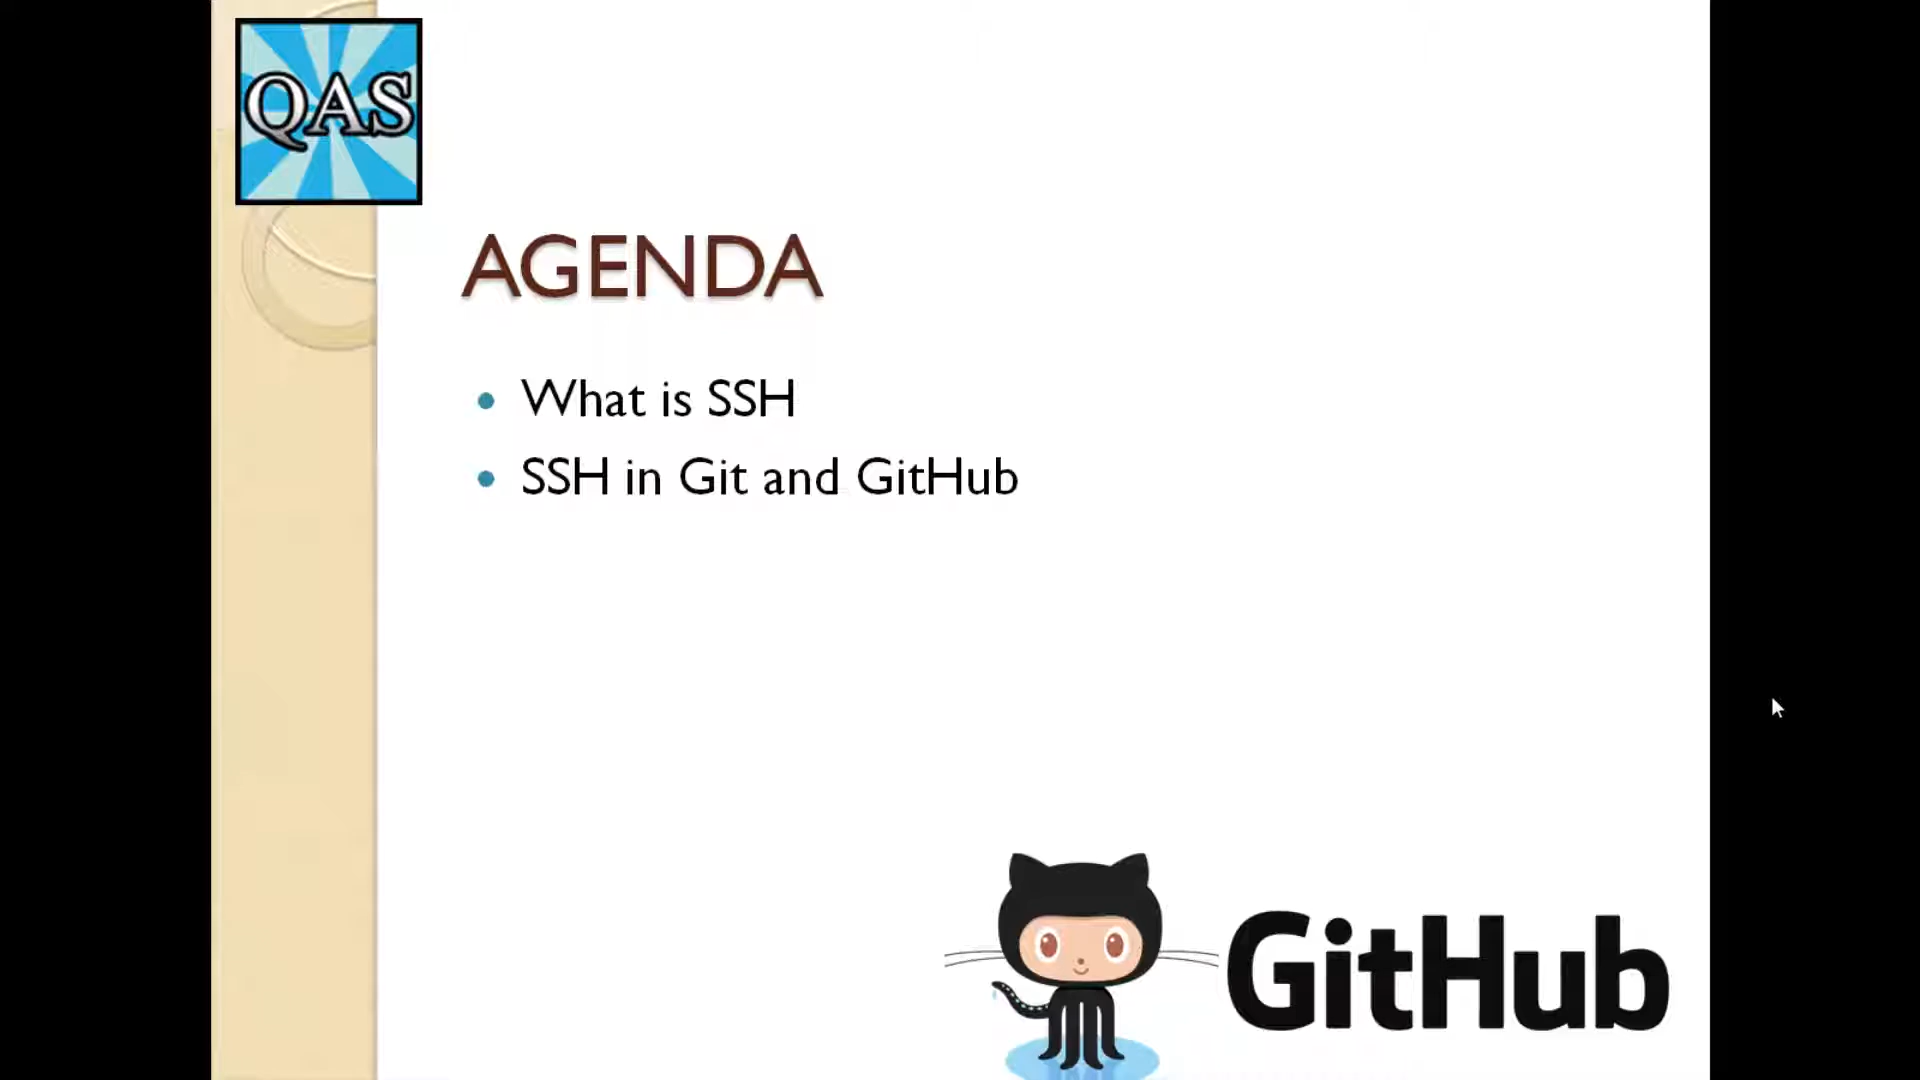 QAS
AGENDA
What is SSH
SSH in Git and GitHub
GitHub